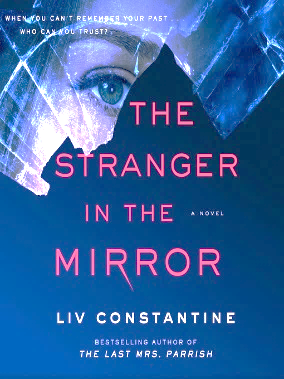 WHEN YOU CAN'T REMEMBER YOUR PAST
WHO CAN YOU TRUST?
THE
STRANGER
IN THE
A NOVEL
MIRROR
LIV CONSTANTINE
BESTSELLING AUTHOR OF
THE LAST MRS. PARRISH